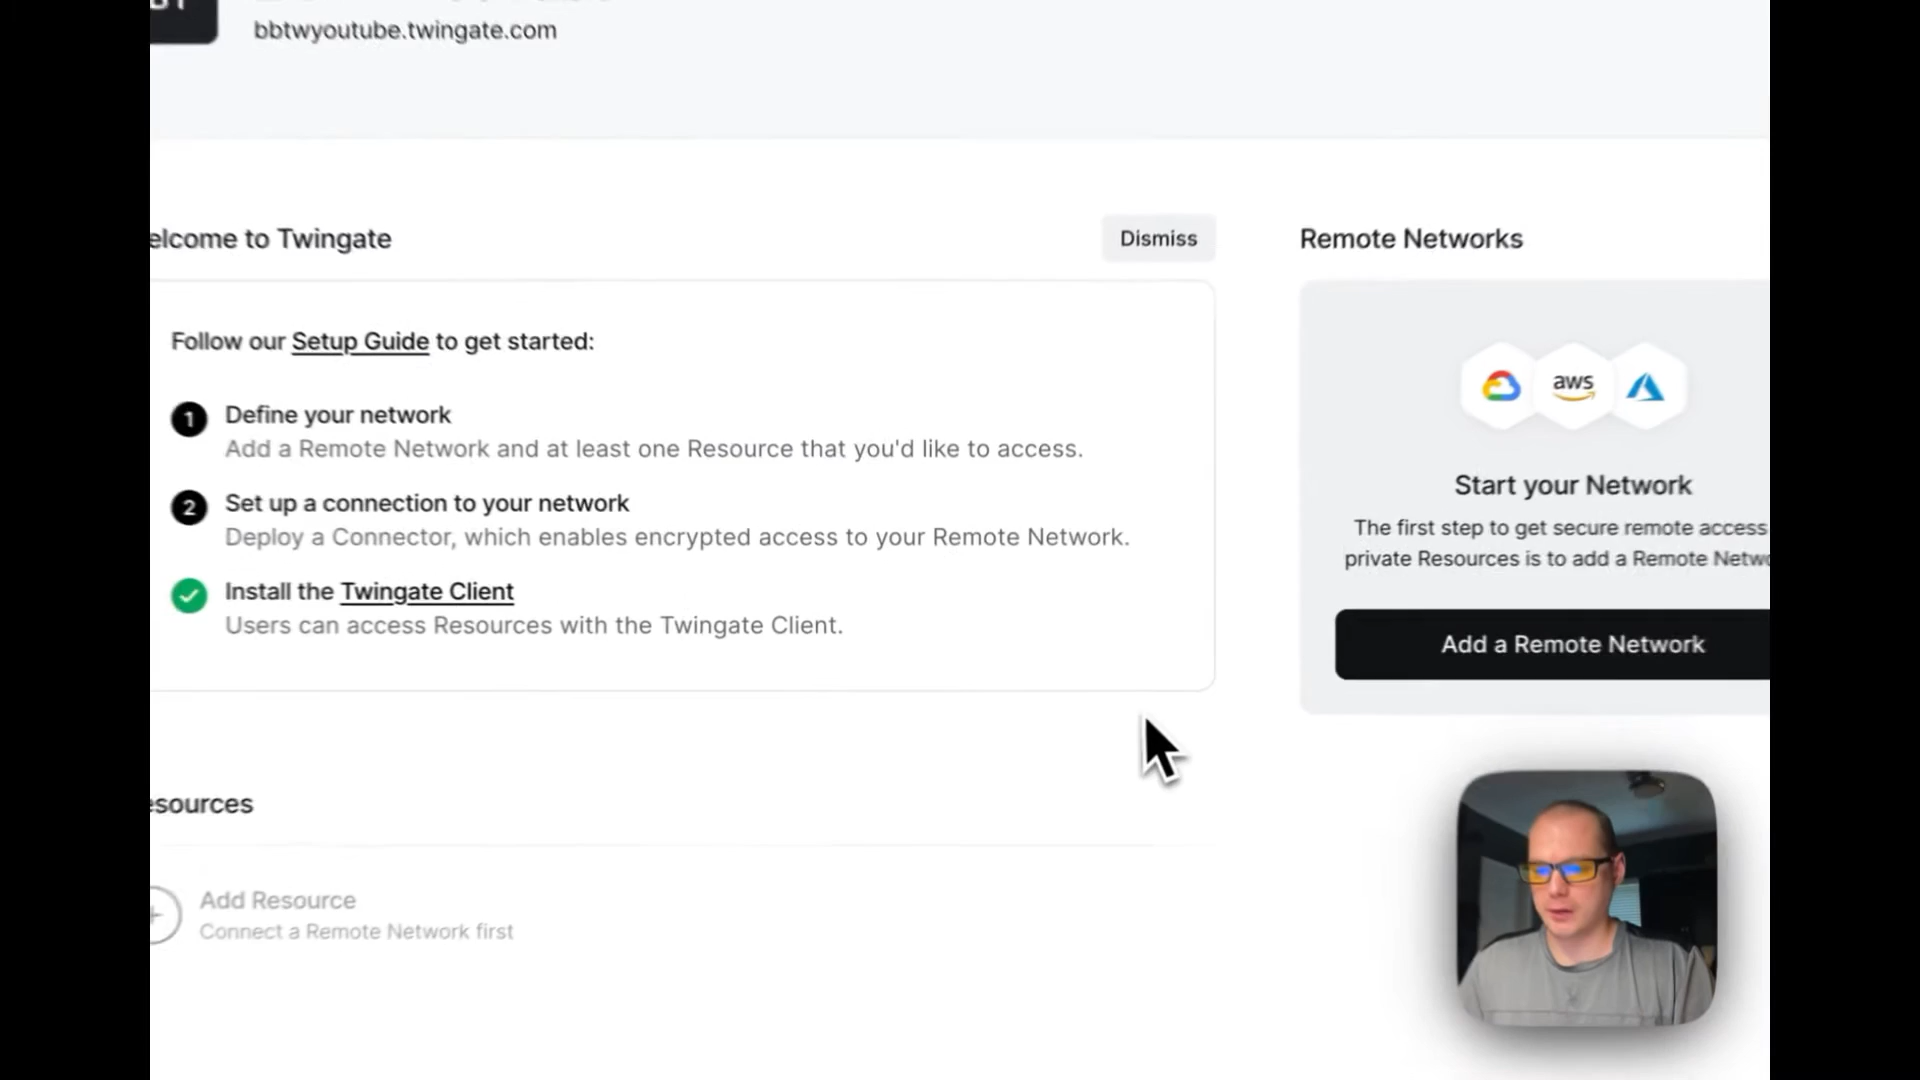 bbtwyoutube.twingate.com
elcome to Twingate
Dismiss
Follow our Setup Guide to get started:
1 Define your network
Add a Remote Network and at least one Resource that you'd like to access.
2 Set up a connection to your network
Deploy a Connector, which enables encrypted access to your Remote Network.
Install the Twingate Client
Users can access Resources with the Twingate Client.
Remote Networks
aws
Start your Network
The first step to get secure remote access
private Resources is to add a Remote Netwo
Add a Remote Network
esources
Add Resource
Connect a Remote Network first